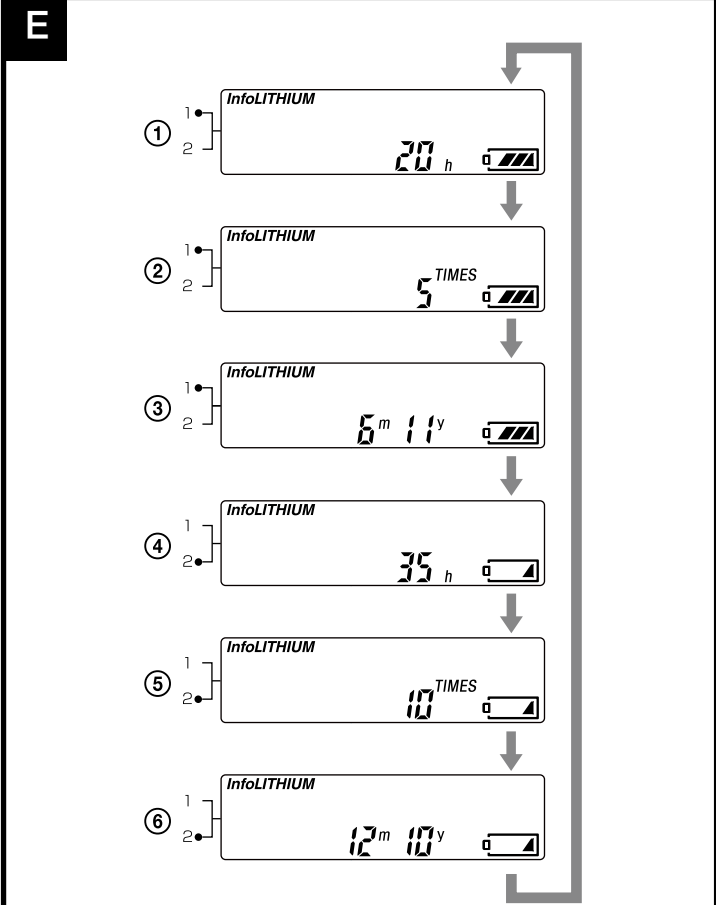 E
InfoLITHIUM
① 1
2
20 h
InfoLITHIUM
② 1
2
5 TIMES
InfoLITHIUM
③ 1
2
6 m 11 y
InfoLITHIUM
④ 1
2
35 h
InfoLITHIUM
⑤ 1
2
10 TIMES
InfoLITHIUM
⑥ 1
2
12 m 10 y